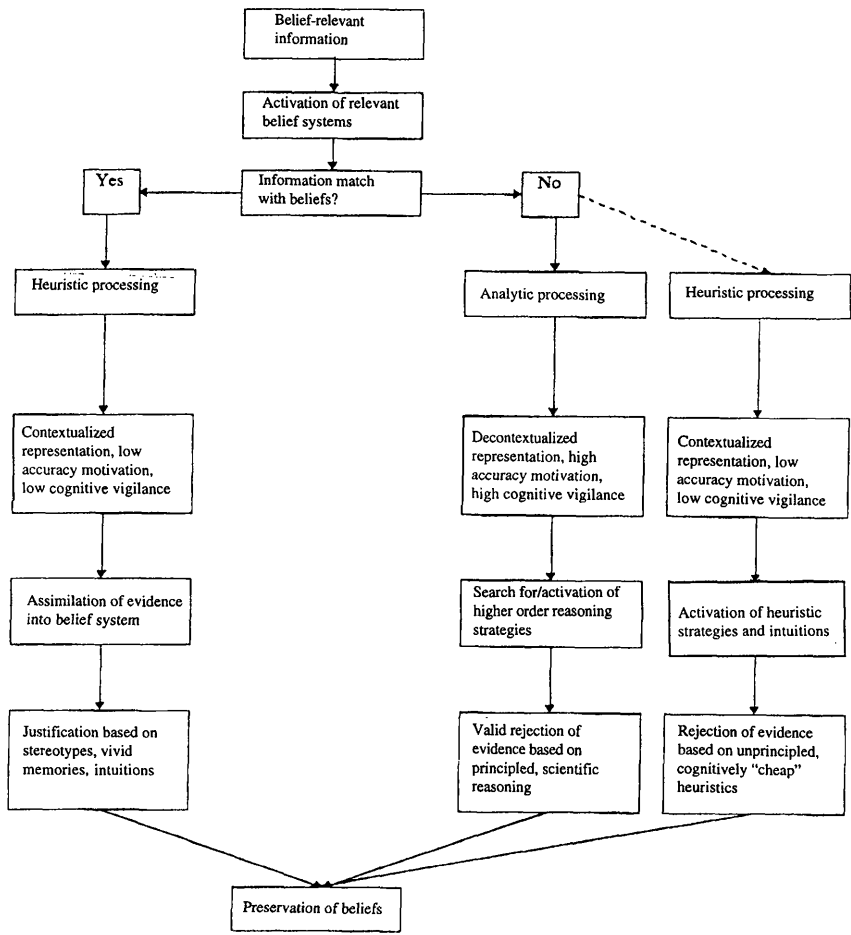 Belief-relevant
information
Activation of relevant
belief systems
Information match
with beliefs?
Yes
No
Heuristic processing
Analytic processing
Heuristic processing
Contextualized
representation, low
accuracy motivation,
low cognitive vigilance
Decontextualized
representation, high
accuracy motivation,
high cognitive vigilance
Contextualized
representation, low
accuracy motivation,
low cognitive vigilance
Assimilation of evidence
into belief system
Search for/activation of
higher order reasoning
strategies
Activation of heuristic
strategies and intuitions
Justification based on
stereotypes, vivid
memories, intuitions
Valid rejection of
evidence based on
principled, scientific
reasoning
Rejection of evidence
based on unprincipled,
cognitively “cheap”
heuristics
Preservation of beliefs